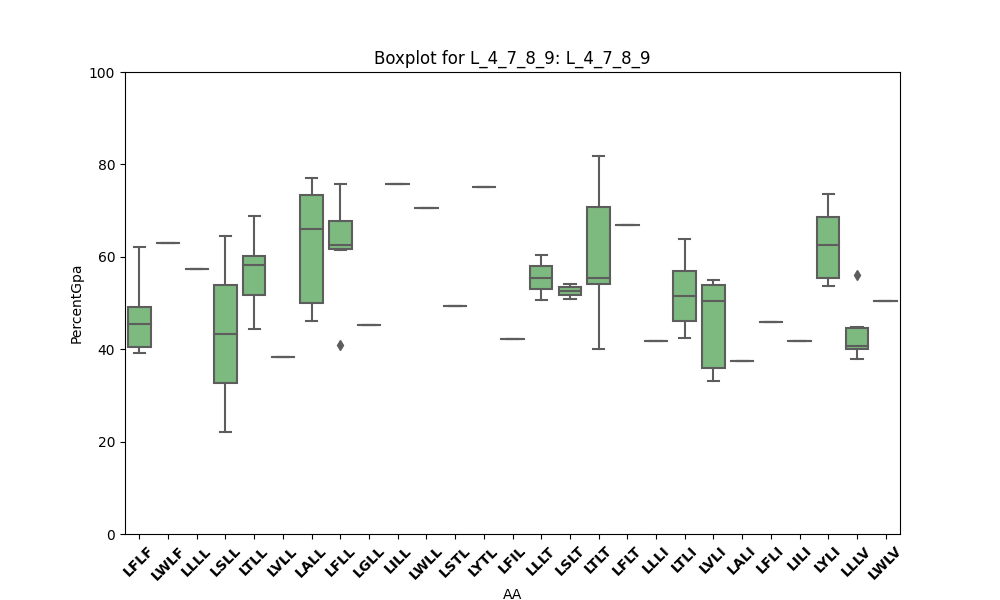 Boxplot for L_4_7_8_9: L_4_7_8_9
PercentGpa
100
80
60
40
20
0
LFLF LWLF LLLL LSLL LTLL LVLL LALL LFLL LGLL LILL LWLL LSTL LYTL LFIL LLLT LSLT LTLT LFLT LLLI LTLI LVLI LALI LFLI LILI LYLI LLLV LWLV
AA